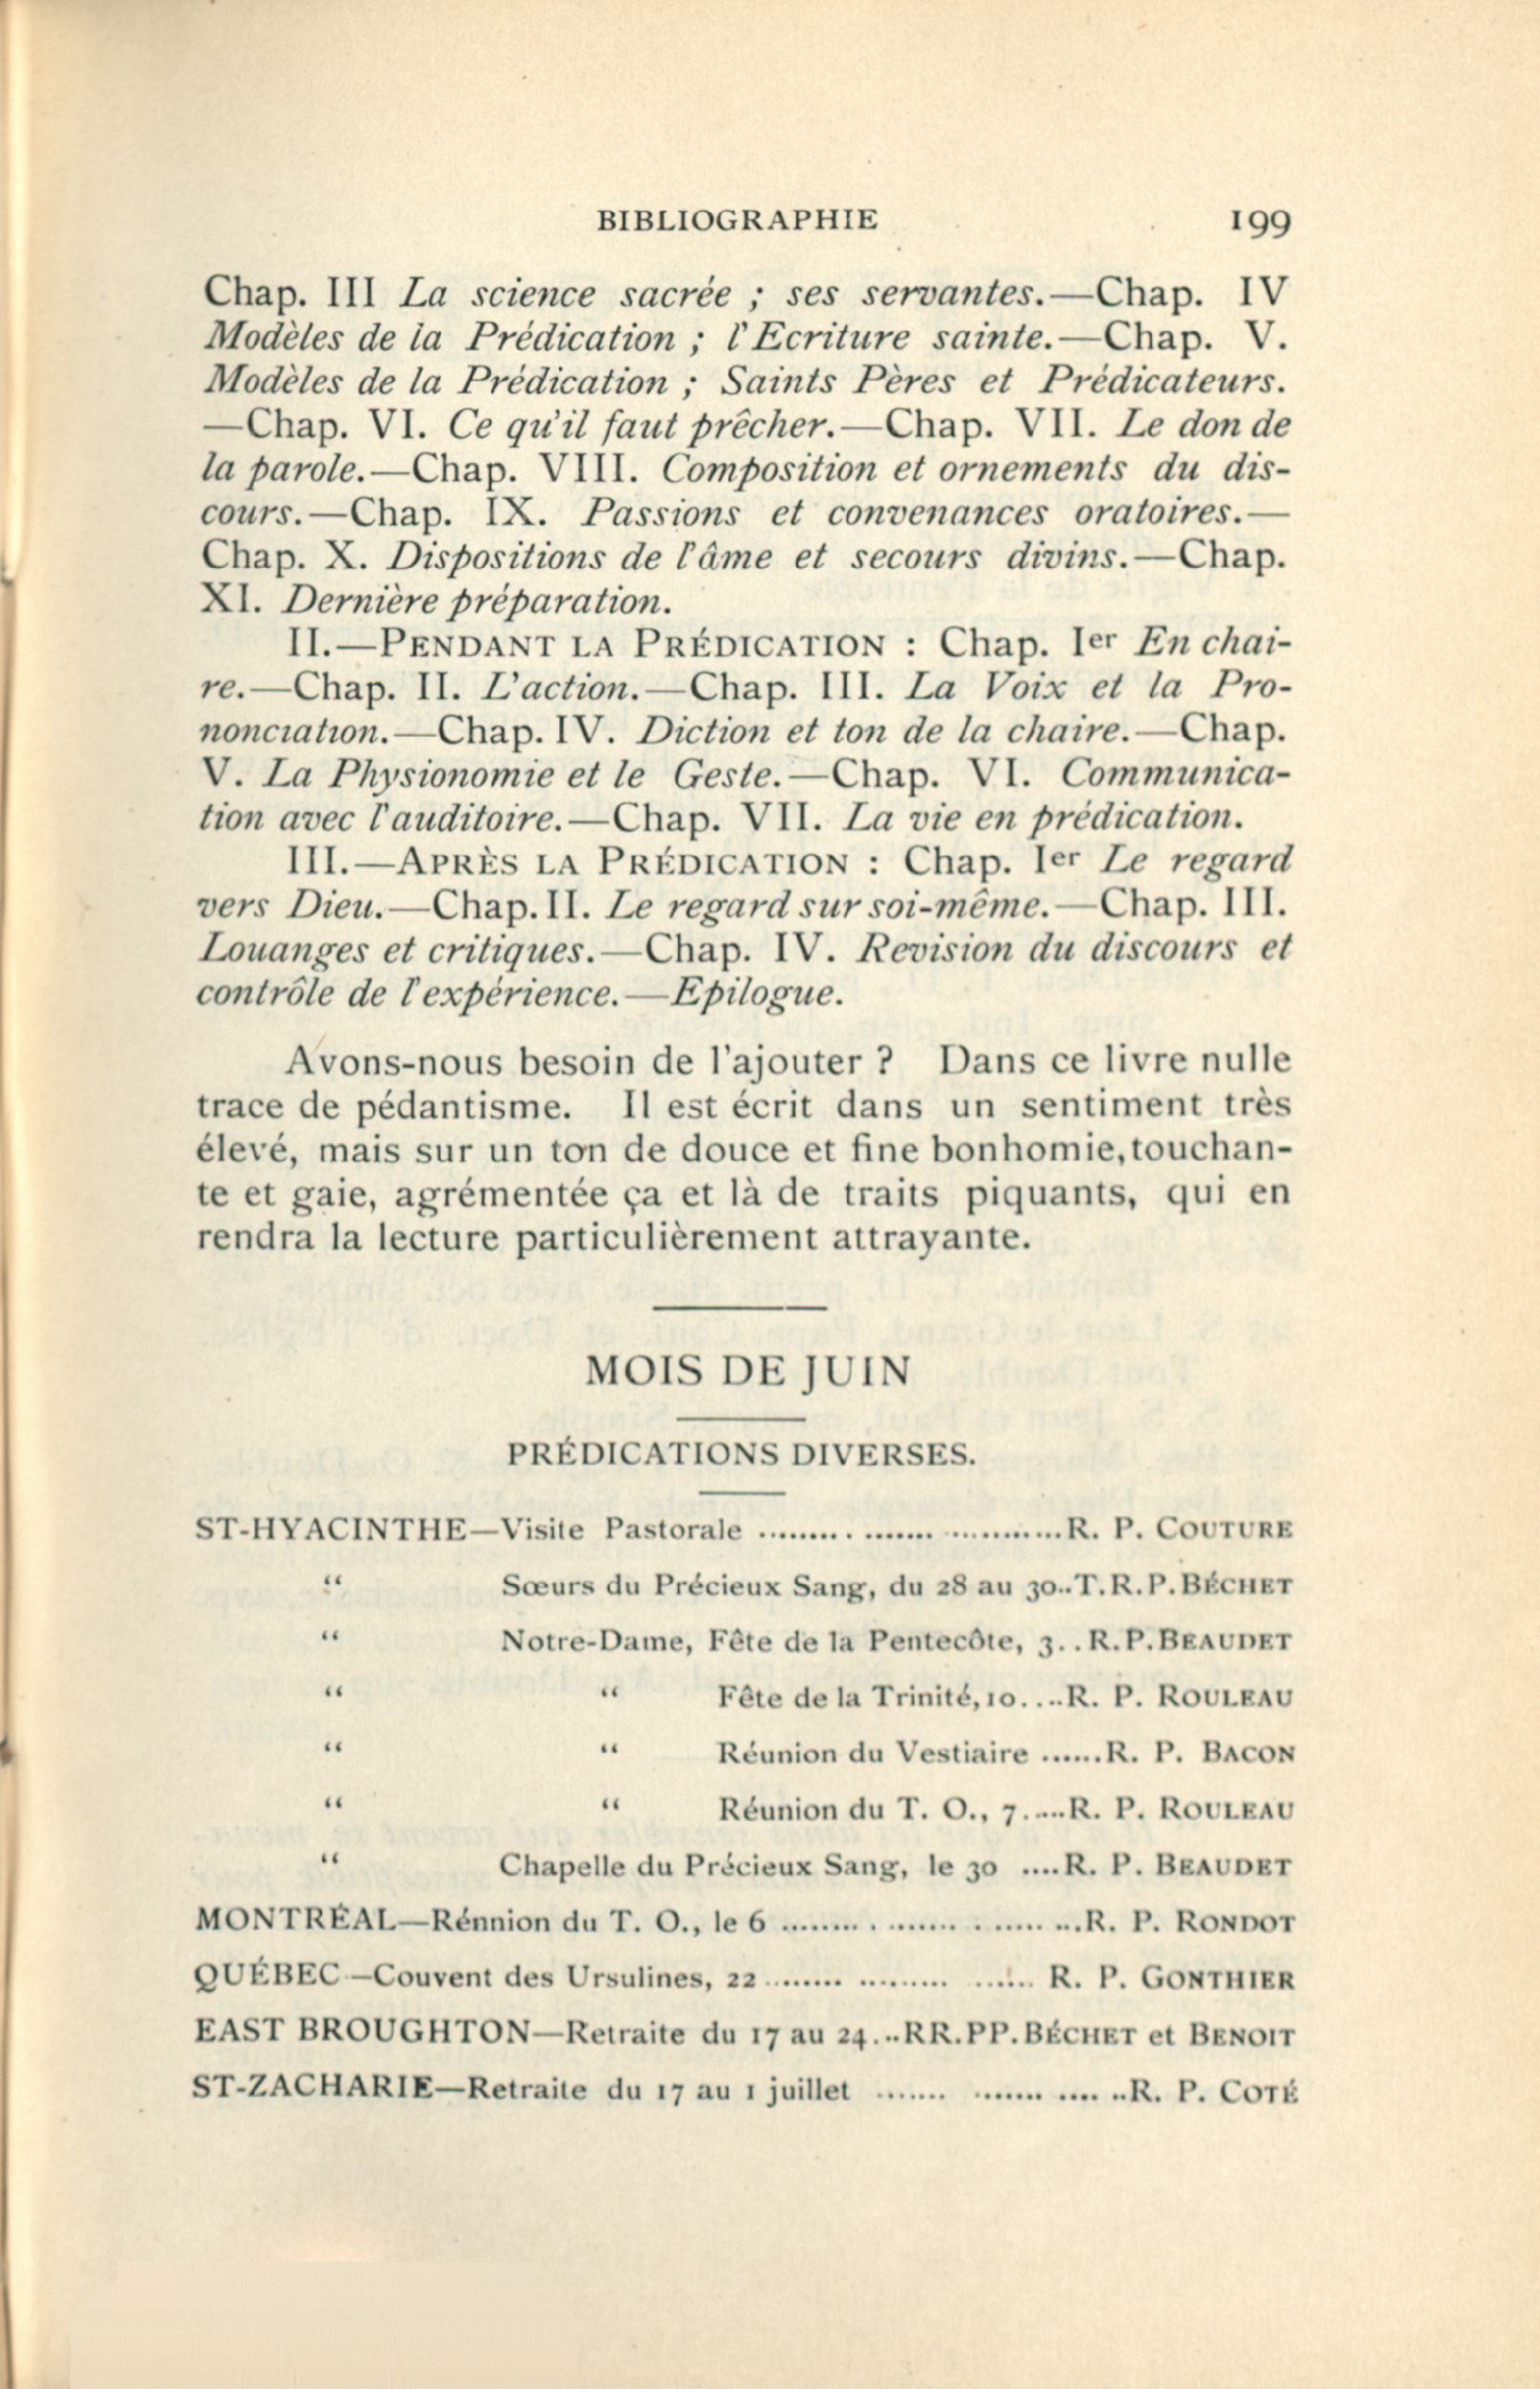 BIBLIOGRAPHIE 199
Chap. III La science sacrée ; ses servantes.—Chap. IV
Modèles de la Prédication ; l'Ecriture sainte.—Chap. V.
Modèles de la Prédication ; Saints Pères et Prédicateurs.
—Chap. VI. Ce qu'il faut prêcher.—Chap. VII. Le don de
la parole.—Chap. VIII. Composition et ornements du dis-
cours.—Chap. IX. Passions et convenances oratoires.—
Chap. X. Dispositions de l'âme et secours divins.—Chap.
XI. Dernière préparation.
II.—PENDANT LA PRÉDICATION : Chap. Ier En chai-
re.—Chap. II. L'action.—Chap. III. La Voix et la Pro-
nonciation.—Chap. IV. Diction et ton de la chaire.—Chap.
V. La Physionomie et le Geste.—Chap. VI. Communica-
tion avec l'auditoire.—Chap. VII. La vie en prédication.
III.—APRÈS LA PRÉDICATION : Chap. Ier Le regard
vers Dieu.—Chap. II. Le regard sur soi-même.—Chap. III.
Louanges et critiques.—Chap. IV. Revision du discours et
contrôle de l'expérience.—Epilogue.
Avons-nous besoin de l'ajouter ? Dans ce livre nulle
trace de pédantisme. Il est écrit dans un sentiment très
élevé, mais sur un ton de douce et fine bonhomie, touchan-
te et gaie, agrémentée ça et là de traits piquants, qui en
rendra la lecture particulièrement attrayante.
MOIS DE JUIN
PRÉDICATIONS DIVERSES.
ST-HYACINTHE—Visite Pastorale ......... ....... ...........R. P. COUTURE
“ Sœurs du Précieux Sang, du 28 au 30..T. R. P. BÉCHET
“ Notre-Dame, Fête de la Pentecôte, 3. . R. P. BEAUDET
“ “ Fête de la Trinité, 10. . ..R. P. ROULEAU
“ “ Réunion du Vestiaire ......R. P. BACON
“ “ Réunion du T. O., 7. ....R. P. ROULEAU
“ Chapelle du Précieux Sang, le 30 ....R. P. BEAUDET
MONTRÉAL—Rénnion du T. O., le 6 ........ . ....... . ..... ...R. P. RONDOT
QUÉBEC—Couvent des Ursulines, 22 ........ ........ ...... R. P. GONTHIER
EAST BROUGHTON—Retraite du 17 au 24. ..RR. PP. BÉCHET et BENOIT
ST-ZACHARIE—Retraite du 17 au 1 juillet ....... ....... .... ..R. P. COTÉ